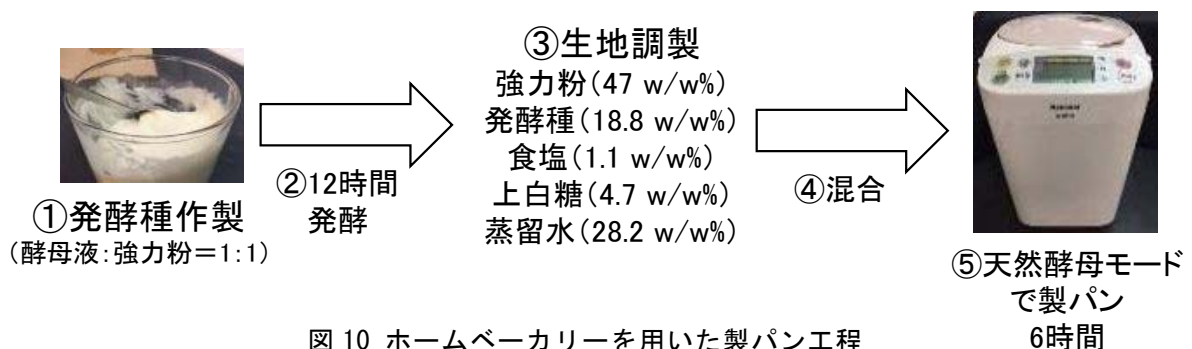 ①発酵種作製
(酵母液:強力粉=1:1)
②12時間
発酵
③生地調製
強力粉(47 w/w%)
発酵種(18.8 w/w%)
食塩(1.1 w/w%)
上白糖(4.7 w/w%)
蒸留水(28.2 w/w%)
④混合
⑤天然酵母モード
で製パン
6時間
図 10 ホームベーカリーを用いた製パン工程